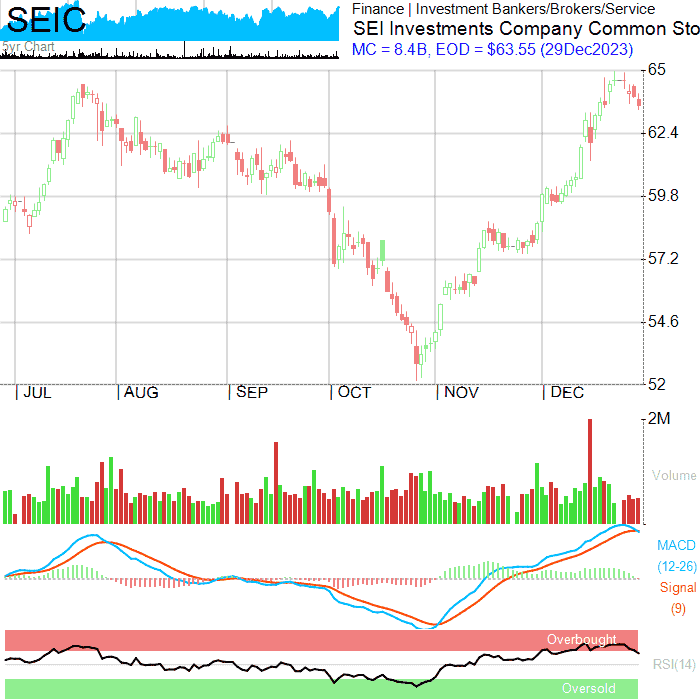 SEIC
5yr Chart
Finance | Investment Bankers/Brokers/Service
SEI Investments Company Common Sto
MC = 8.4B, EOD = $63.55 (29Dec2023)
65
62.4
59.8
57.2
54.6
52
| JUL | AUG | SEP | OCT | NOV | DEC
2M
Volume
MACD
(12-26)
Signal
(9)
Overbought
RSI(14)
Oversold